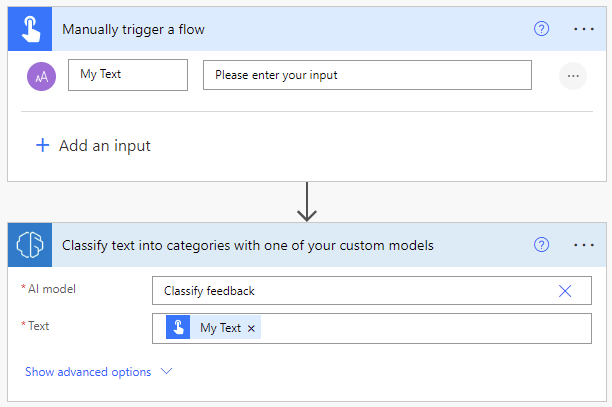 Manually trigger a flow
AA My Text Please enter your input
Add an input
Classify text into categories with one of your custom models
* AI model Classify feedback
* Text My Text
Show advanced options